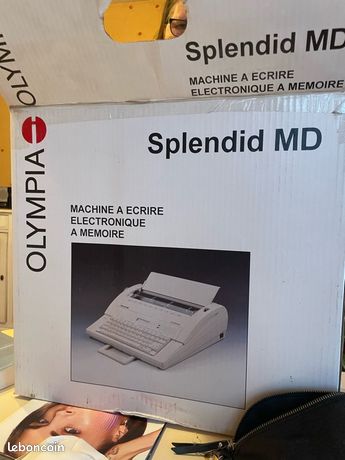 OLYMPIA
Splendid MD
MACHINE A ECRIRE
ELECTRONIQUE A MEMOIRE
OLYMPIA
Splendid MD
MACHINE A ECRIRE
ELECTRONIQUE
A MEMOIRE
leboncoin